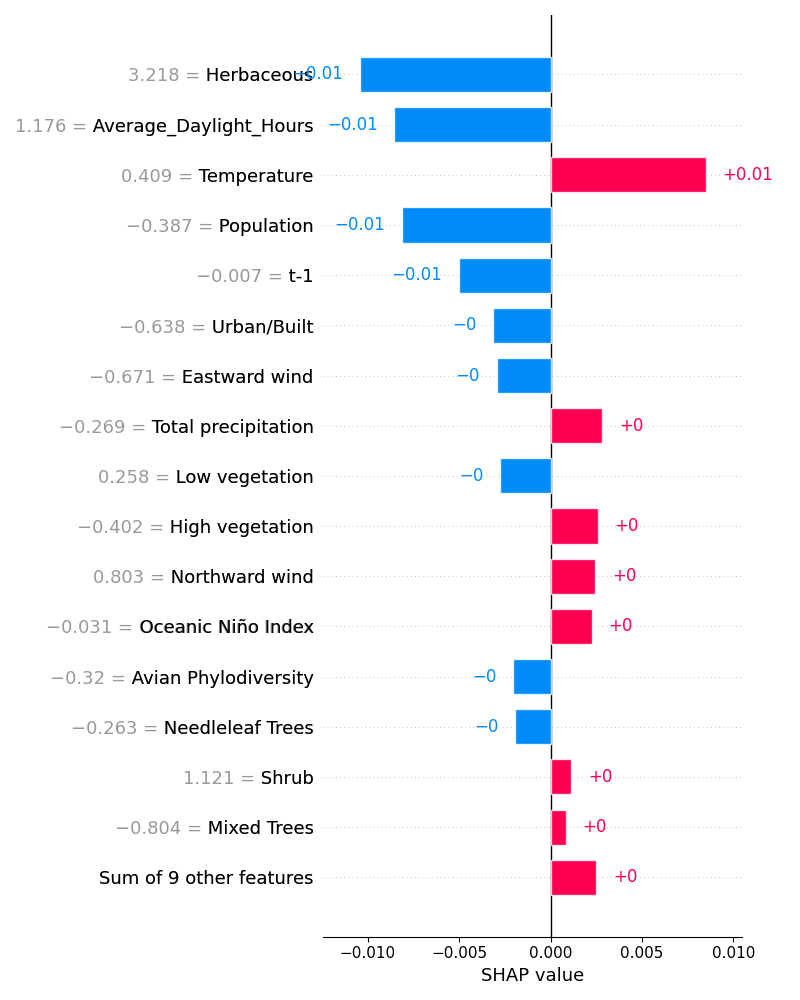 3.218 = Herbaceous −0.01
1.176 = Average_Daylight_Hours −0.01
0.409 = Temperature +0.01
−0.387 = Population −0.01
−0.007 = t-1 −0.01
−0.638 = Urban/Built −0
−0.671 = Eastward wind −0
−0.269 = Total precipitation +0
0.258 = Low vegetation −0
−0.402 = High vegetation +0
0.803 = Northward wind +0
−0.031 = Oceanic Niño Index +0
−0.32 = Avian Phylodiversity −0
−0.263 = Needleleaf Trees −0
1.121 = Shrub +0
−0.804 = Mixed Trees +0
Sum of 9 other features +0
−0.010 −0.005 0.000 0.005 0.010
SHAP value